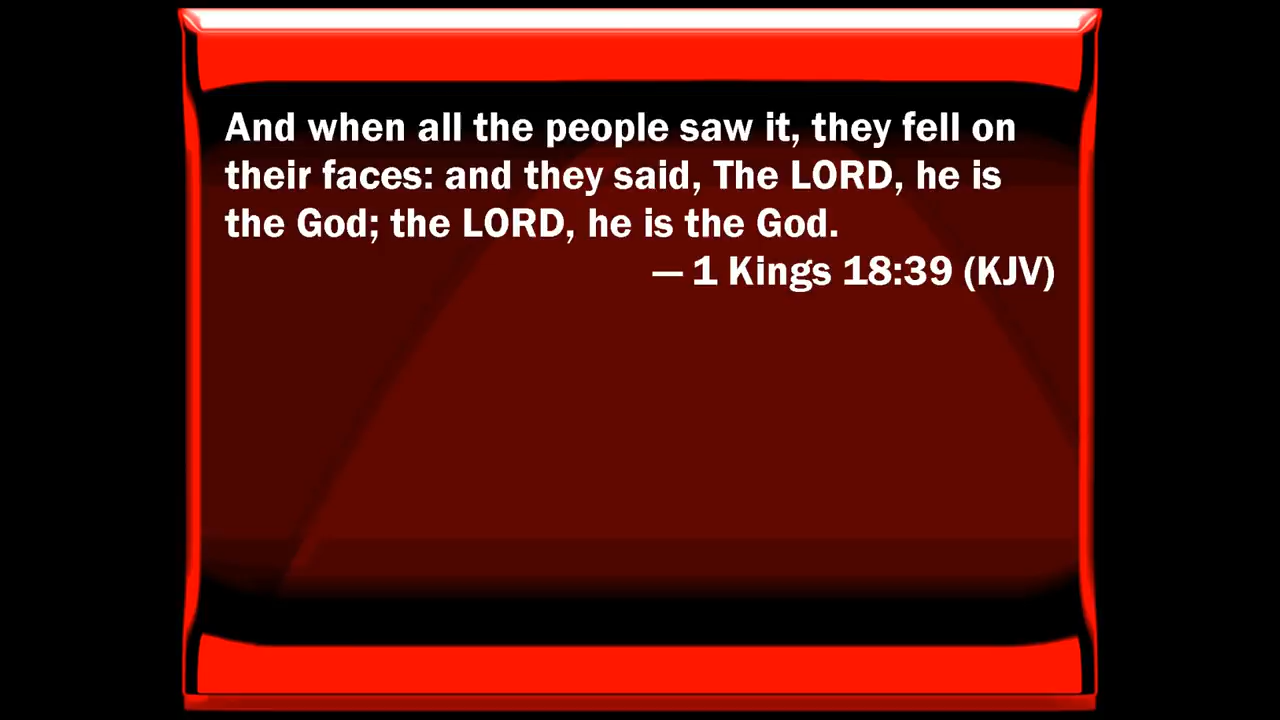 And when all the people saw it, they fell on
their faces: and they said, The LORD, he is
the God; the LORD, he is the God.
— 1 Kings 18:39 (KJV)